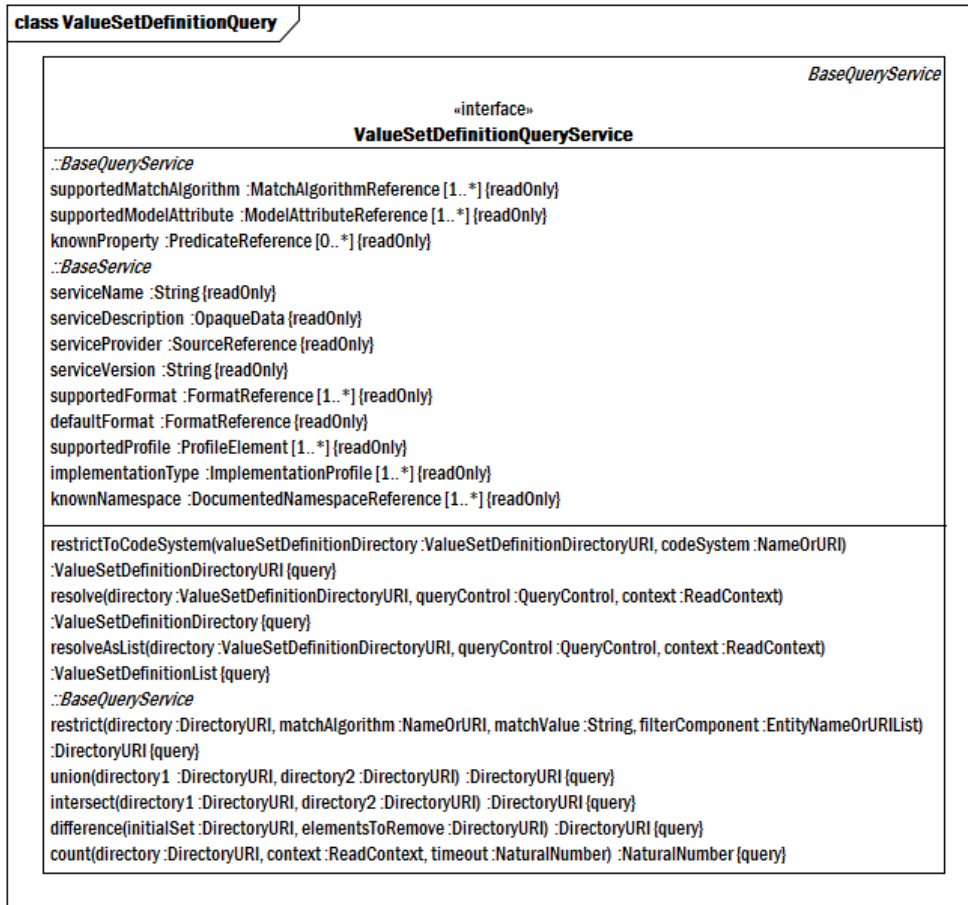 class ValueSetDefinitionQuery
BaseQueryService
«interface»
ValueSetDefinitionQueryService
::BaseQueryService
supportedMatchAlgorithm :MatchAlgorithmReference [1..*] {readOnly}
supportedModelAttribute :ModelAttributeReference [1..*] {readOnly}
knownProperty :PredicateReference [0..*] {readOnly}
::BaseService
serviceName :String {readOnly}
serviceDescription :OpaqueData {readOnly}
serviceProvider :SourceReference {readOnly}
serviceVersion :String {readOnly}
supportedFormat :FormatReference [1..*] {readOnly}
defaultFormat :FormatReference {readOnly}
supportedProfile :ProfileElement [1..*] {readOnly}
implementationType :ImplementationProfile [1..*] {readOnly}
knownNamespace :DocumentedNamespaceReference [1..*] {readOnly}
restrictToCodeSystem(valueSetDefinitionDirectory :ValueSetDefinitionDirectoryURI, codeSystem :NameOrURI)
:ValueSetDefinitionDirectoryURI {query}
resolve(directory :ValueSetDefinitionDirectoryURI, queryControl :QueryControl, context :ReadContext)
:ValueSetDefinitionDirectory {query}
resolveAsList(directory :ValueSetDefinitionDirectoryURI, queryControl :QueryControl, context :ReadContext)
:ValueSetDefinitionList {query}
::BaseQueryService
restrict(directory :DirectoryURI, matchAlgorithm :NameOrURI, matchValue :String, filterComponent :EntityNameOrURIList)
:DirectoryURI {query}
union(directory1 :DirectoryURI, directory2 :DirectoryURI) :DirectoryURI {query}
intersect(directory1 :DirectoryURI, directory2 :DirectoryURI) :DirectoryURI {query}
difference(initialSet :DirectoryURI, elementsToRemove :DirectoryURI) :DirectoryURI {query}
count(directory :DirectoryURI, context :ReadContext, timeout :NaturalNumber) :NaturalNumber {query}